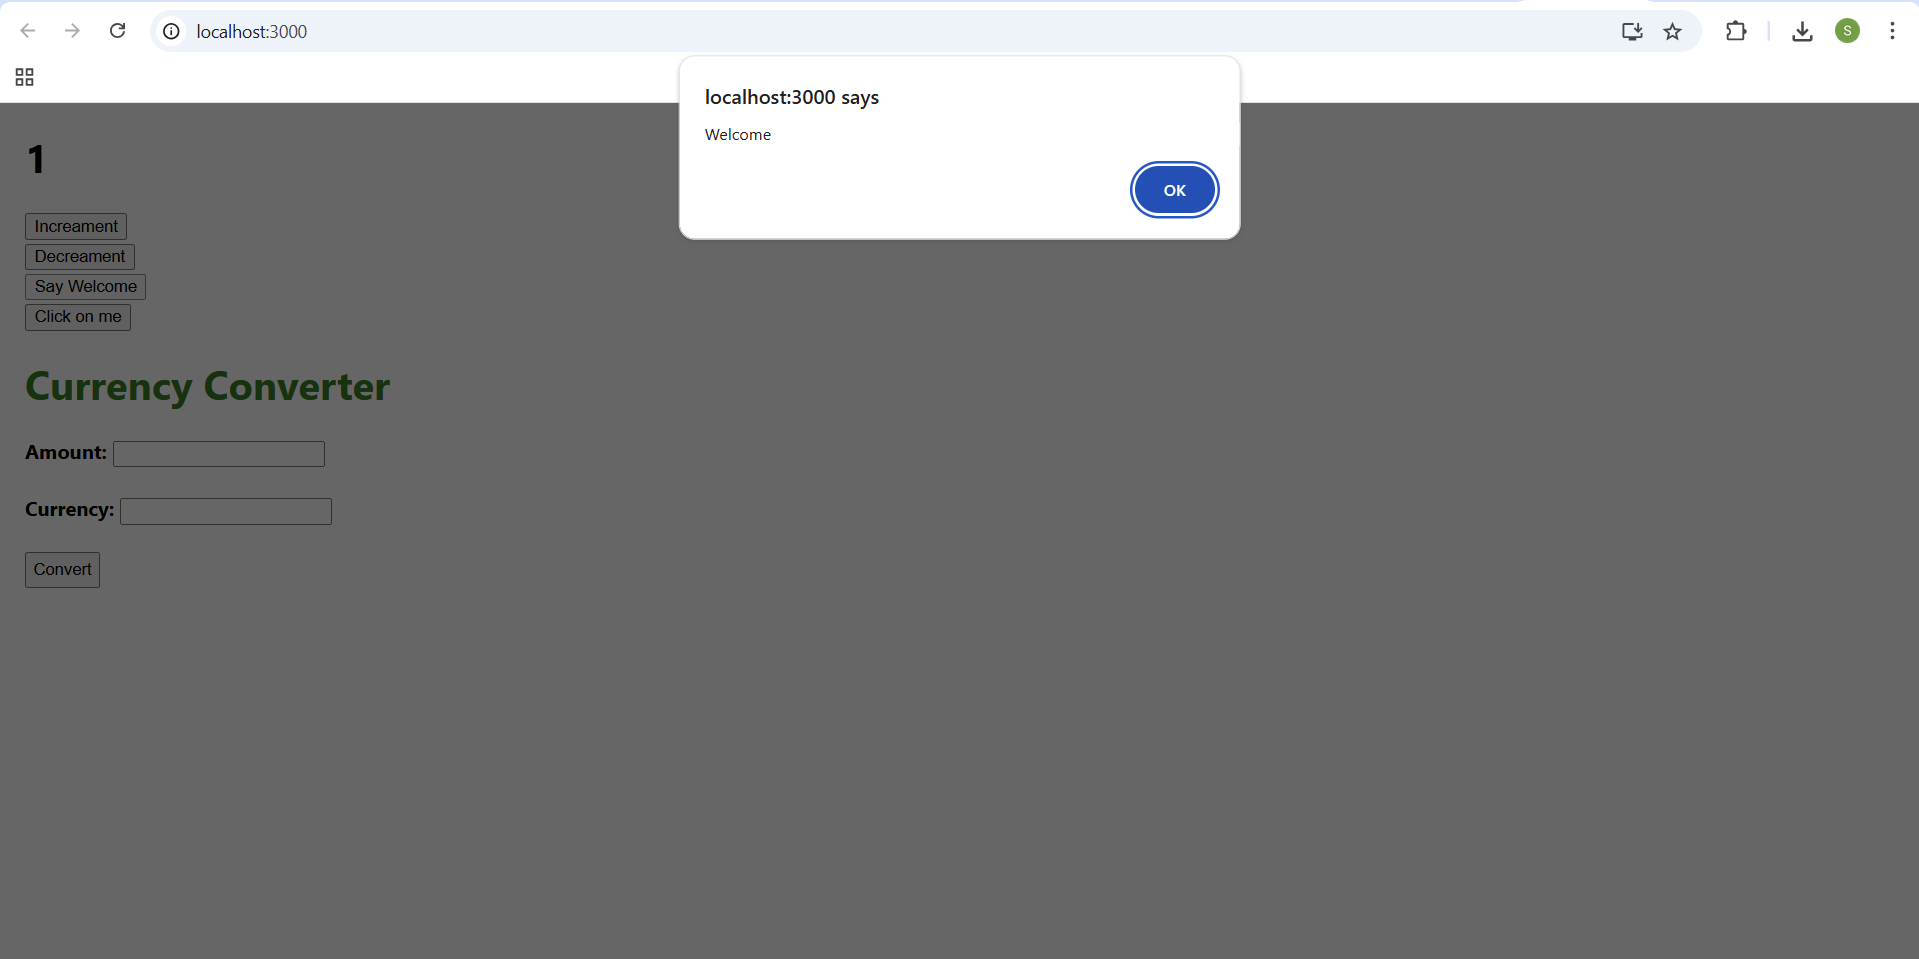 localhost:3000
S
localhost:3000 says
Welcome
OK
1
Increament
Decreament
Say Welcome
Click on me
Currency Converter
Amount:
Currency:
Convert